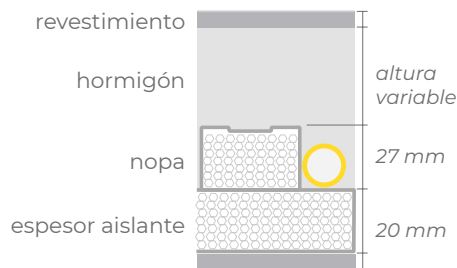 revestimiento
hormigón
altura
variable
nopa
27 mm
espesor aislante
20 mm